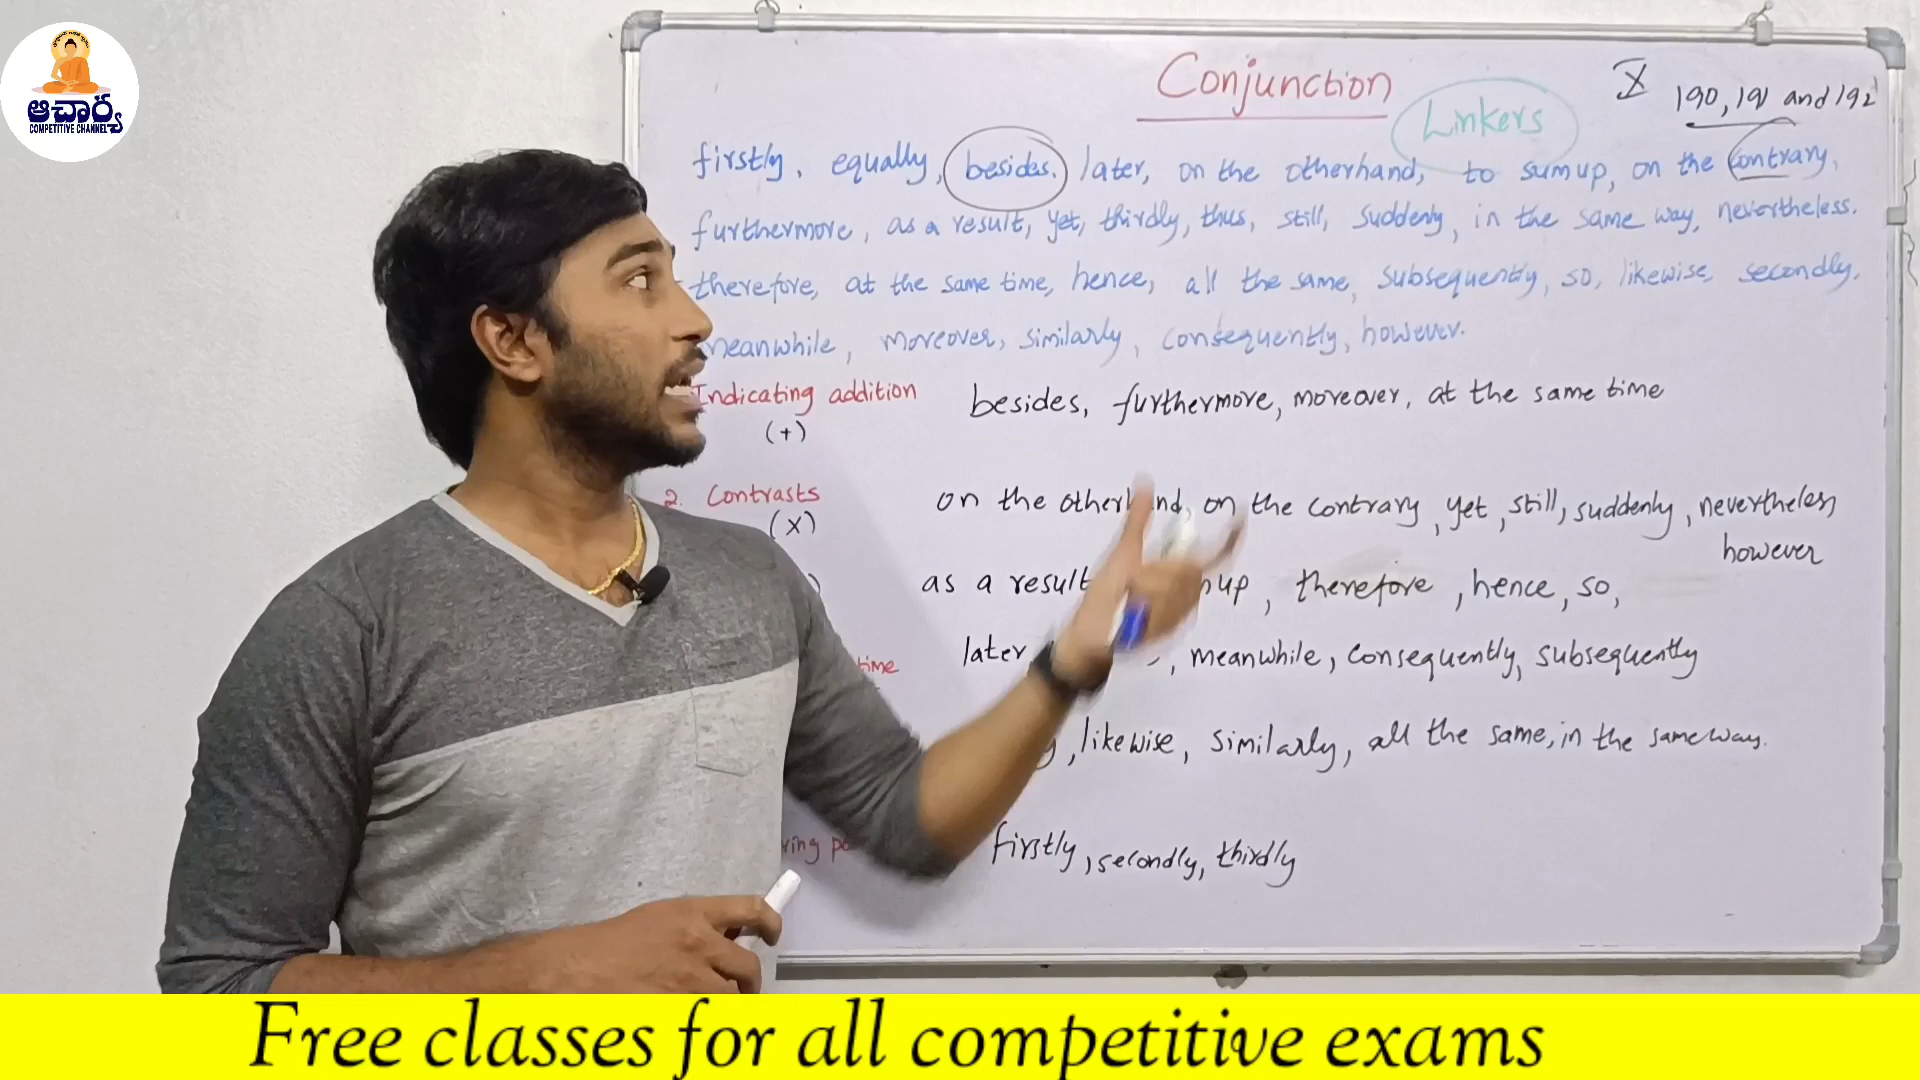 ఆచార్య
COMPETITIVE CHANNEL
Conjunction
Linkers
X 190, 191 and 192
firstly, equally, besides. later, on the otherhand, to sumup, on the contrary,
furthermore, as a result, yet, thirdly, thus, still, suddenly, in the same way, nevertheless.
therefore, at the same time, hence, all the same, subsequently, so, likewise secondly.
meanwhile, moreover, similarly, consequently, however.
Indicating addition besides, furthermore, moreover, at the same time
(+)
2. Contrasts on the otherhand, on the contrary, yet, still, suddenly, nevertheless
(x) however
as a result up, therefore, hence, so,
time later, meanwhile, consequently, subsequently
likewise, similarly, all the same, in the same way.
firstly, secondly, thirdly
Free classes for all competitive exams